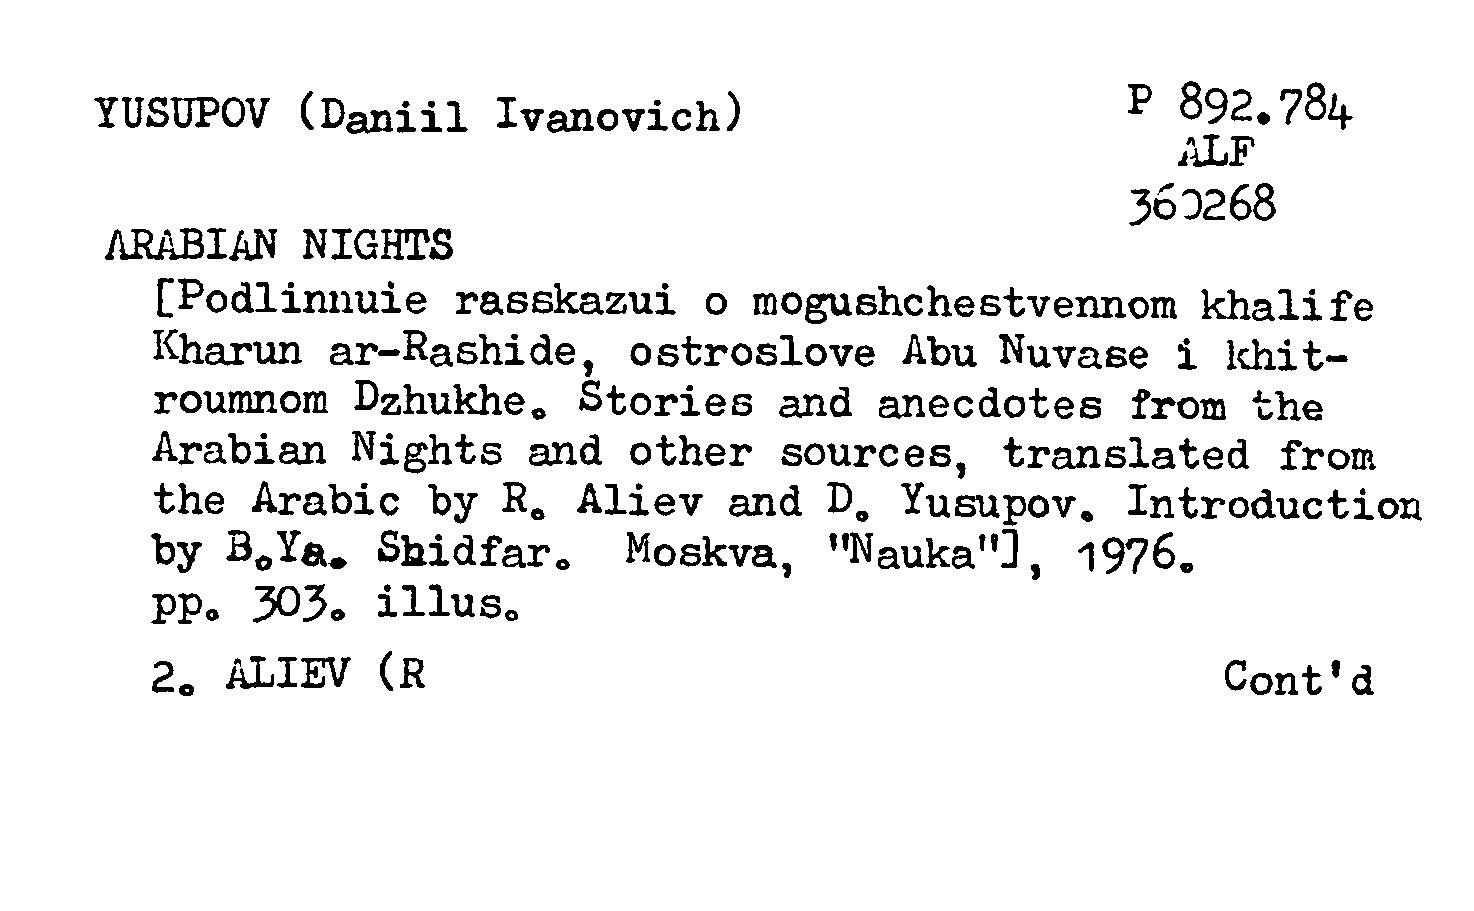 YUSUPOV (Daniil Ivanovich)
P 892.784
ALF
360268
ARABIAN NIGHTS
[Podlinnuie rasskazui o mogushchestvennom khalife
Kharun ar-Rashide, ostroslove Abu Nuvase i khit-
roumnom Dzhukhe. Stories and anecdotes from the
Arabian Nights and other sources, translated from
the Arabic by R. Aliev and D. Yusupov. Introduction
by B.Ya. Shidfar. Moskva, "Nauka"], 1976.
pp. 303. illus.
2. ALIEV (R
Cont'd